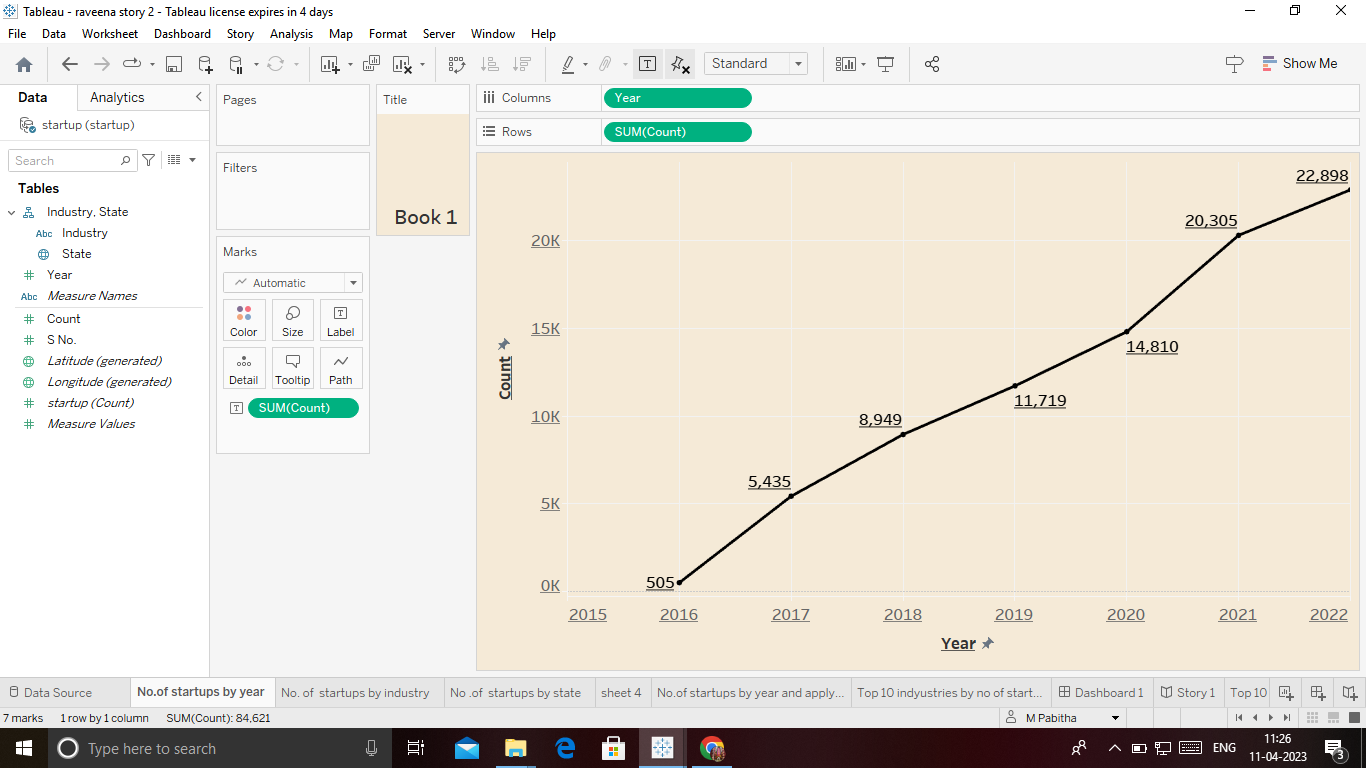 Tableau - raveena story 2 - Tableau license expires in 4 days
File Data Worksheet Dashboard Story Analysis Map Format Server Window Help
Standard
Show Me
Data Analytics
startup (startup)
Search
Tables
Industry, State
Abc Industry
State
Year
Abc Measure Names
Count
S No.
Latitude (generated)
Longitude (generated)
startup (Count)
Measure Values
Pages
Filters
Marks
Automatic
Color Size Label
Detail Tooltip Path
SUM(Count)
Title
Book 1
Columns Year
Rows SUM(Count)
22,898
20,305
20K
15K
14,810
11,719
10K
8,949
5,435
5K
505
0K
Count
2015 2016 2017 2018 2019 2020 2021 2022
Year
Data Source No.of startups by year No. of startups by industry No .of startups by state sheet 4 No.of startups by year and apply... Top 10 indyustries by no of start... Dashboard 1 Story 1 Top 10
7 marks 1 row by 1 column SUM(Count): 84,621 M Pabitha
Type here to search
ENG
11:26
11-04-2023
3